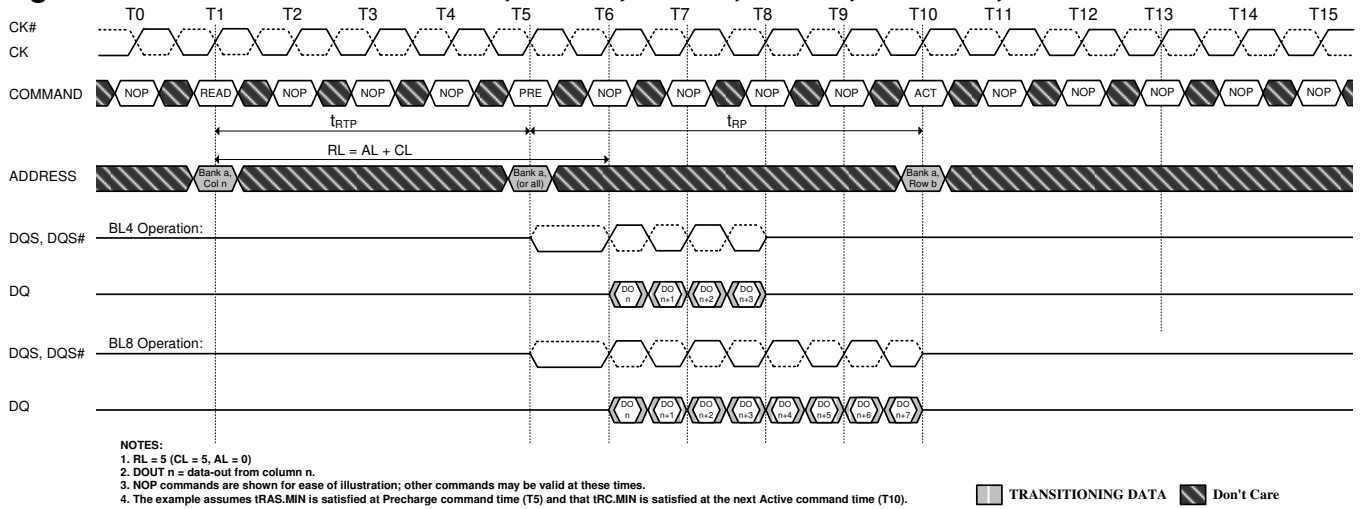 T0 T1 T2 T3 T4 T5 T6 T7 T8 T9 T10 T11 T12 T13 T14 T15
CK#
CK
COMMAND NOP READ NOP NOP NOP PRE NOP NOP NOP NOP ACT NOP NOP NOP NOP NOP
tRTP tRP
RL = AL + CL
ADDRESS Bank a, Col n Bank a, (or all) Bank a, Row b
BL4 Operation:
DQS, DQS#
DQ DO n DO n+1 DO n+2 DO n+3
BL8 Operation:
DQS, DQS#
DQ DO n DO n+1 DO n+2 DO n+3 DO n+4 DO n+5 DO n+6 DO n+7
NOTES:
1. RL = 5 (CL = 5, AL = 0)
2. DOUT n = data-out from column n.
3. NOP commands are shown for ease of illustration; other commands may be valid at these times.
4. The example assumes tRAS.MIN is satisfied at Precharge command time (T5) and that tRC.MIN is satisfied at the next Active command time (T10).
TRANSITIONING DATA Don't Care